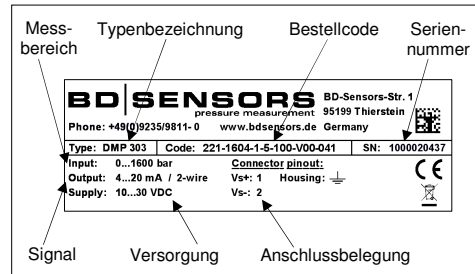 Mess-
bereich
Typenbezeichnung
Bestellcode
Serien-
nummer
BD SENSORS
pressure measurement
BD-Sensors-Str. 1
95199 Thierstein
Phone: +49(0)9235/9811- 0 www.bdsensors.de Germany
Type: DMP 303 Code: 221-1604-1-5-100-V00-041 SN: 1000020437
Input: 0...1600 bar Connector pinout:
Output: 4...20 mA / 2-wire Vs+: 1 Housing:
Supply: 10...30 VDC Vs-: 2
CE
Signal
Versorgung
Anschlussbelegung